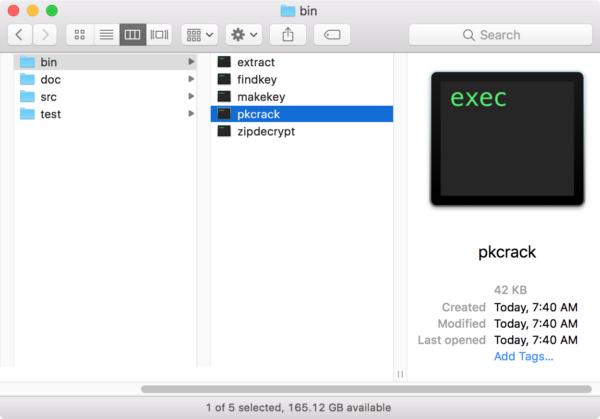 bin
Search
bin
doc
src
test
extract
findkey
makekey
pkcrack
zipdecrypt
exec
pkcrack
42 KB
Created Today, 7:40 AM
Modified Today, 7:40 AM
Last opened Today, 7:40 AM
Add Tags...
1 of 5 selected, 165.12 GB available